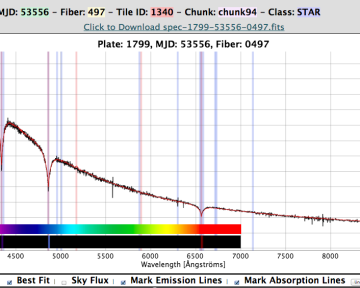 MJD: 53556 – Fiber: 497 – Tile ID: 1340 – Chunk: chunk94 – Class: STAR
Click to Download spec-1799-53556-0497.fits
Plate: 1799, MJD: 53556, Fiber: 0497
4500 5000 5500 6000 6500 7000 7500 8000
Wavelength [Ångströms]
Best Fit Sky Flux Mark Emission Lines Mark Absorption Lines